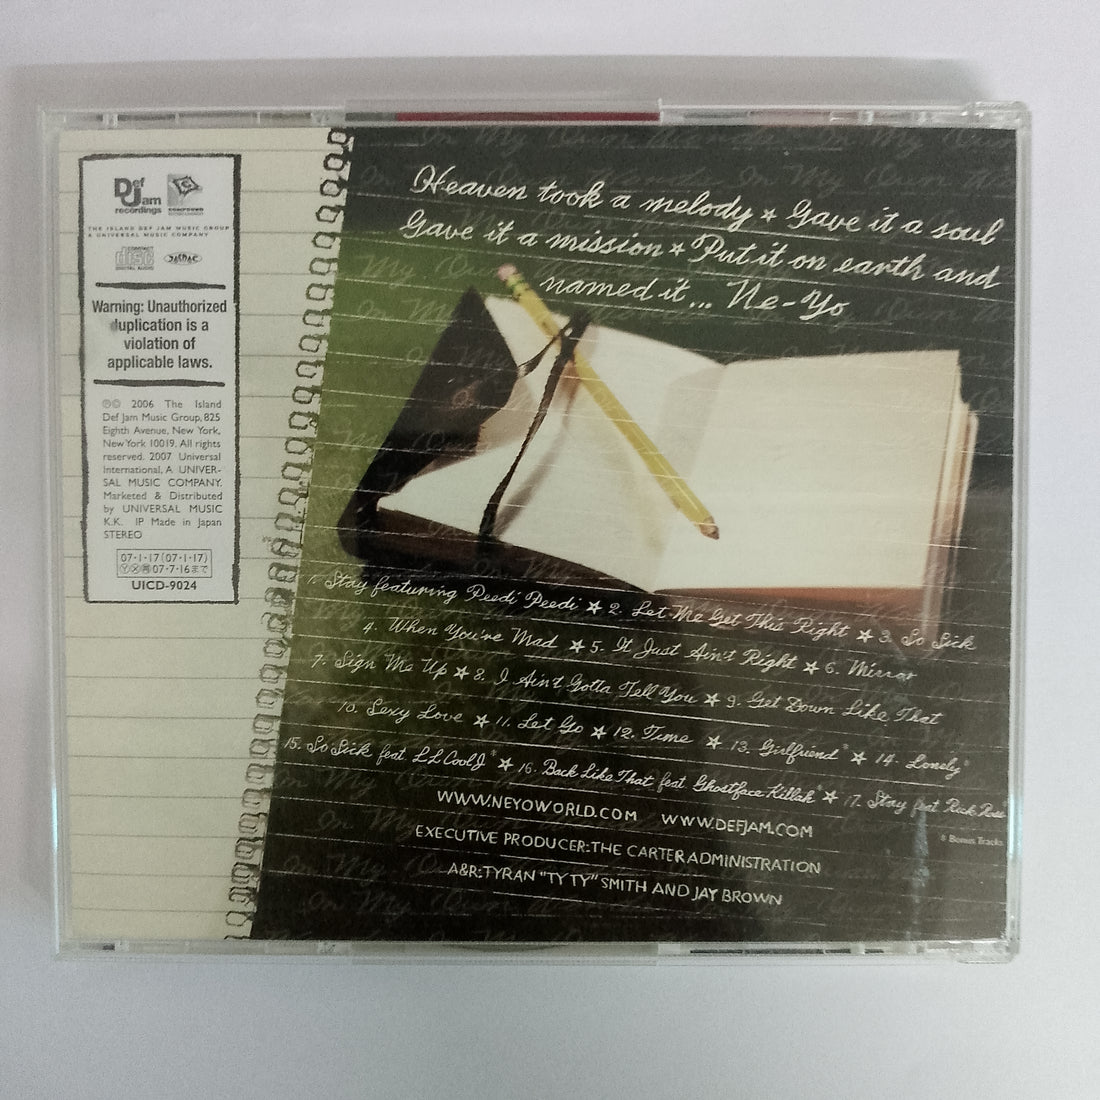 Def Jam
recordings
THE ISLAND DEF JAM MUSIC GROUP
A UNIVERSAL MUSIC COMPANY
COMPACT
disc
DIGITAL AUDIO
Warning: Unauthorized
duplication is a
violation of
applicable laws.
℗© 2006 The Island
Def Jam Music Group, 825
Eighth Avenue, New York,
New York 10019. All rights
reserved. 2007 Universal
International, A UNIVER-
SAL MUSIC COMPANY.
Marketed & Distributed
by UNIVERSAL MUSIC
K.K. IP Made in Japan
STEREO
07·1·17(07·1·17)
07·7·16まで
UICD-9024
Heaven took a melody ★ Gave it a soul
Gave it a mission ★ Put it on earth and
named it... Ne-Yo
1. Stay featuring Peedi Peedi ★ 2. Let Me Get This Right ★ 3. So Sick
4. When You're Mad ★ 5. It Just Ain't Right ★ 6. Mirror
7. Sign Me Up ★ 8. I Ain't Gotta Tell You ★ 9. Get Down Like That
10. Sexy Love ★ 11. Let Go ★ 12. Time ★ 13. Girlfriend* ★ 14. Lonely*
15. So Sick feat. LL Cool J* ★ 16. Back Like That feat. Ghostface Killah* ★ 17. Stay feat. Rick Ross*
* Bonus Tracks
WWW.NEYOWORLD.COM WWW.DEFJAM.COM
EXECUTIVE PRODUCER:THE CARTER ADMINISTRATION
A&R:TYRAN "TY TY" SMITH AND JAY BROWN